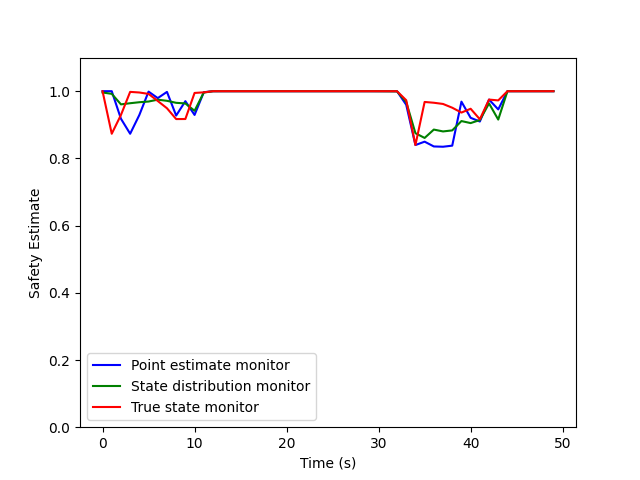 1.0
0.8
0.6
0.4
0.2
0.0
Safety Estimate
Point estimate monitor
State distribution monitor
True state monitor
0 10 20 30 40 50
Time (s)